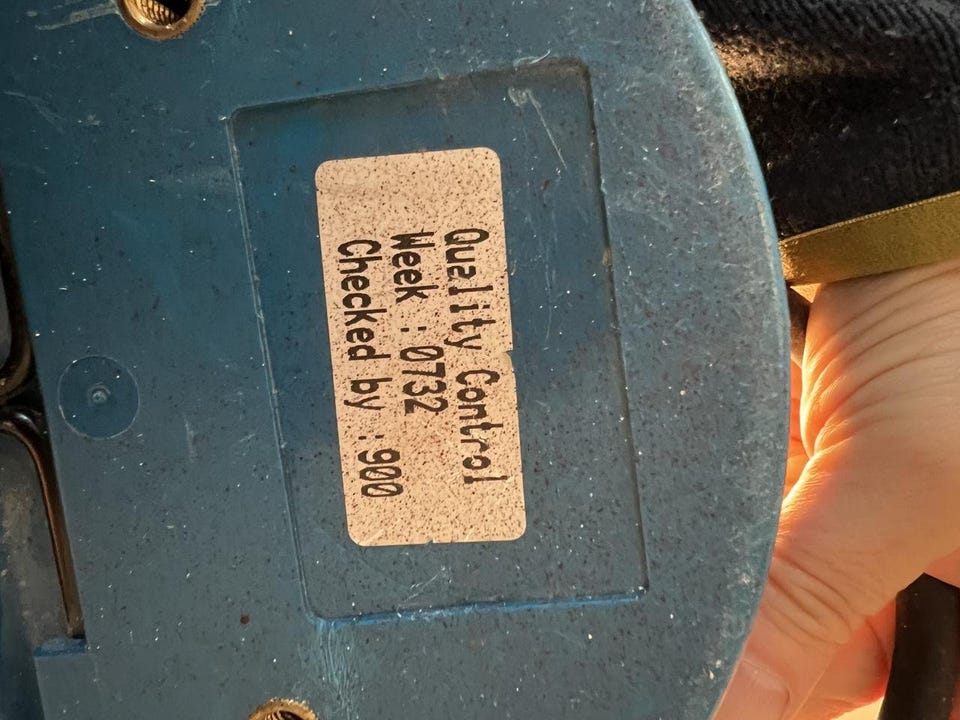 Quality Control
Week : 0732
Checked by :900